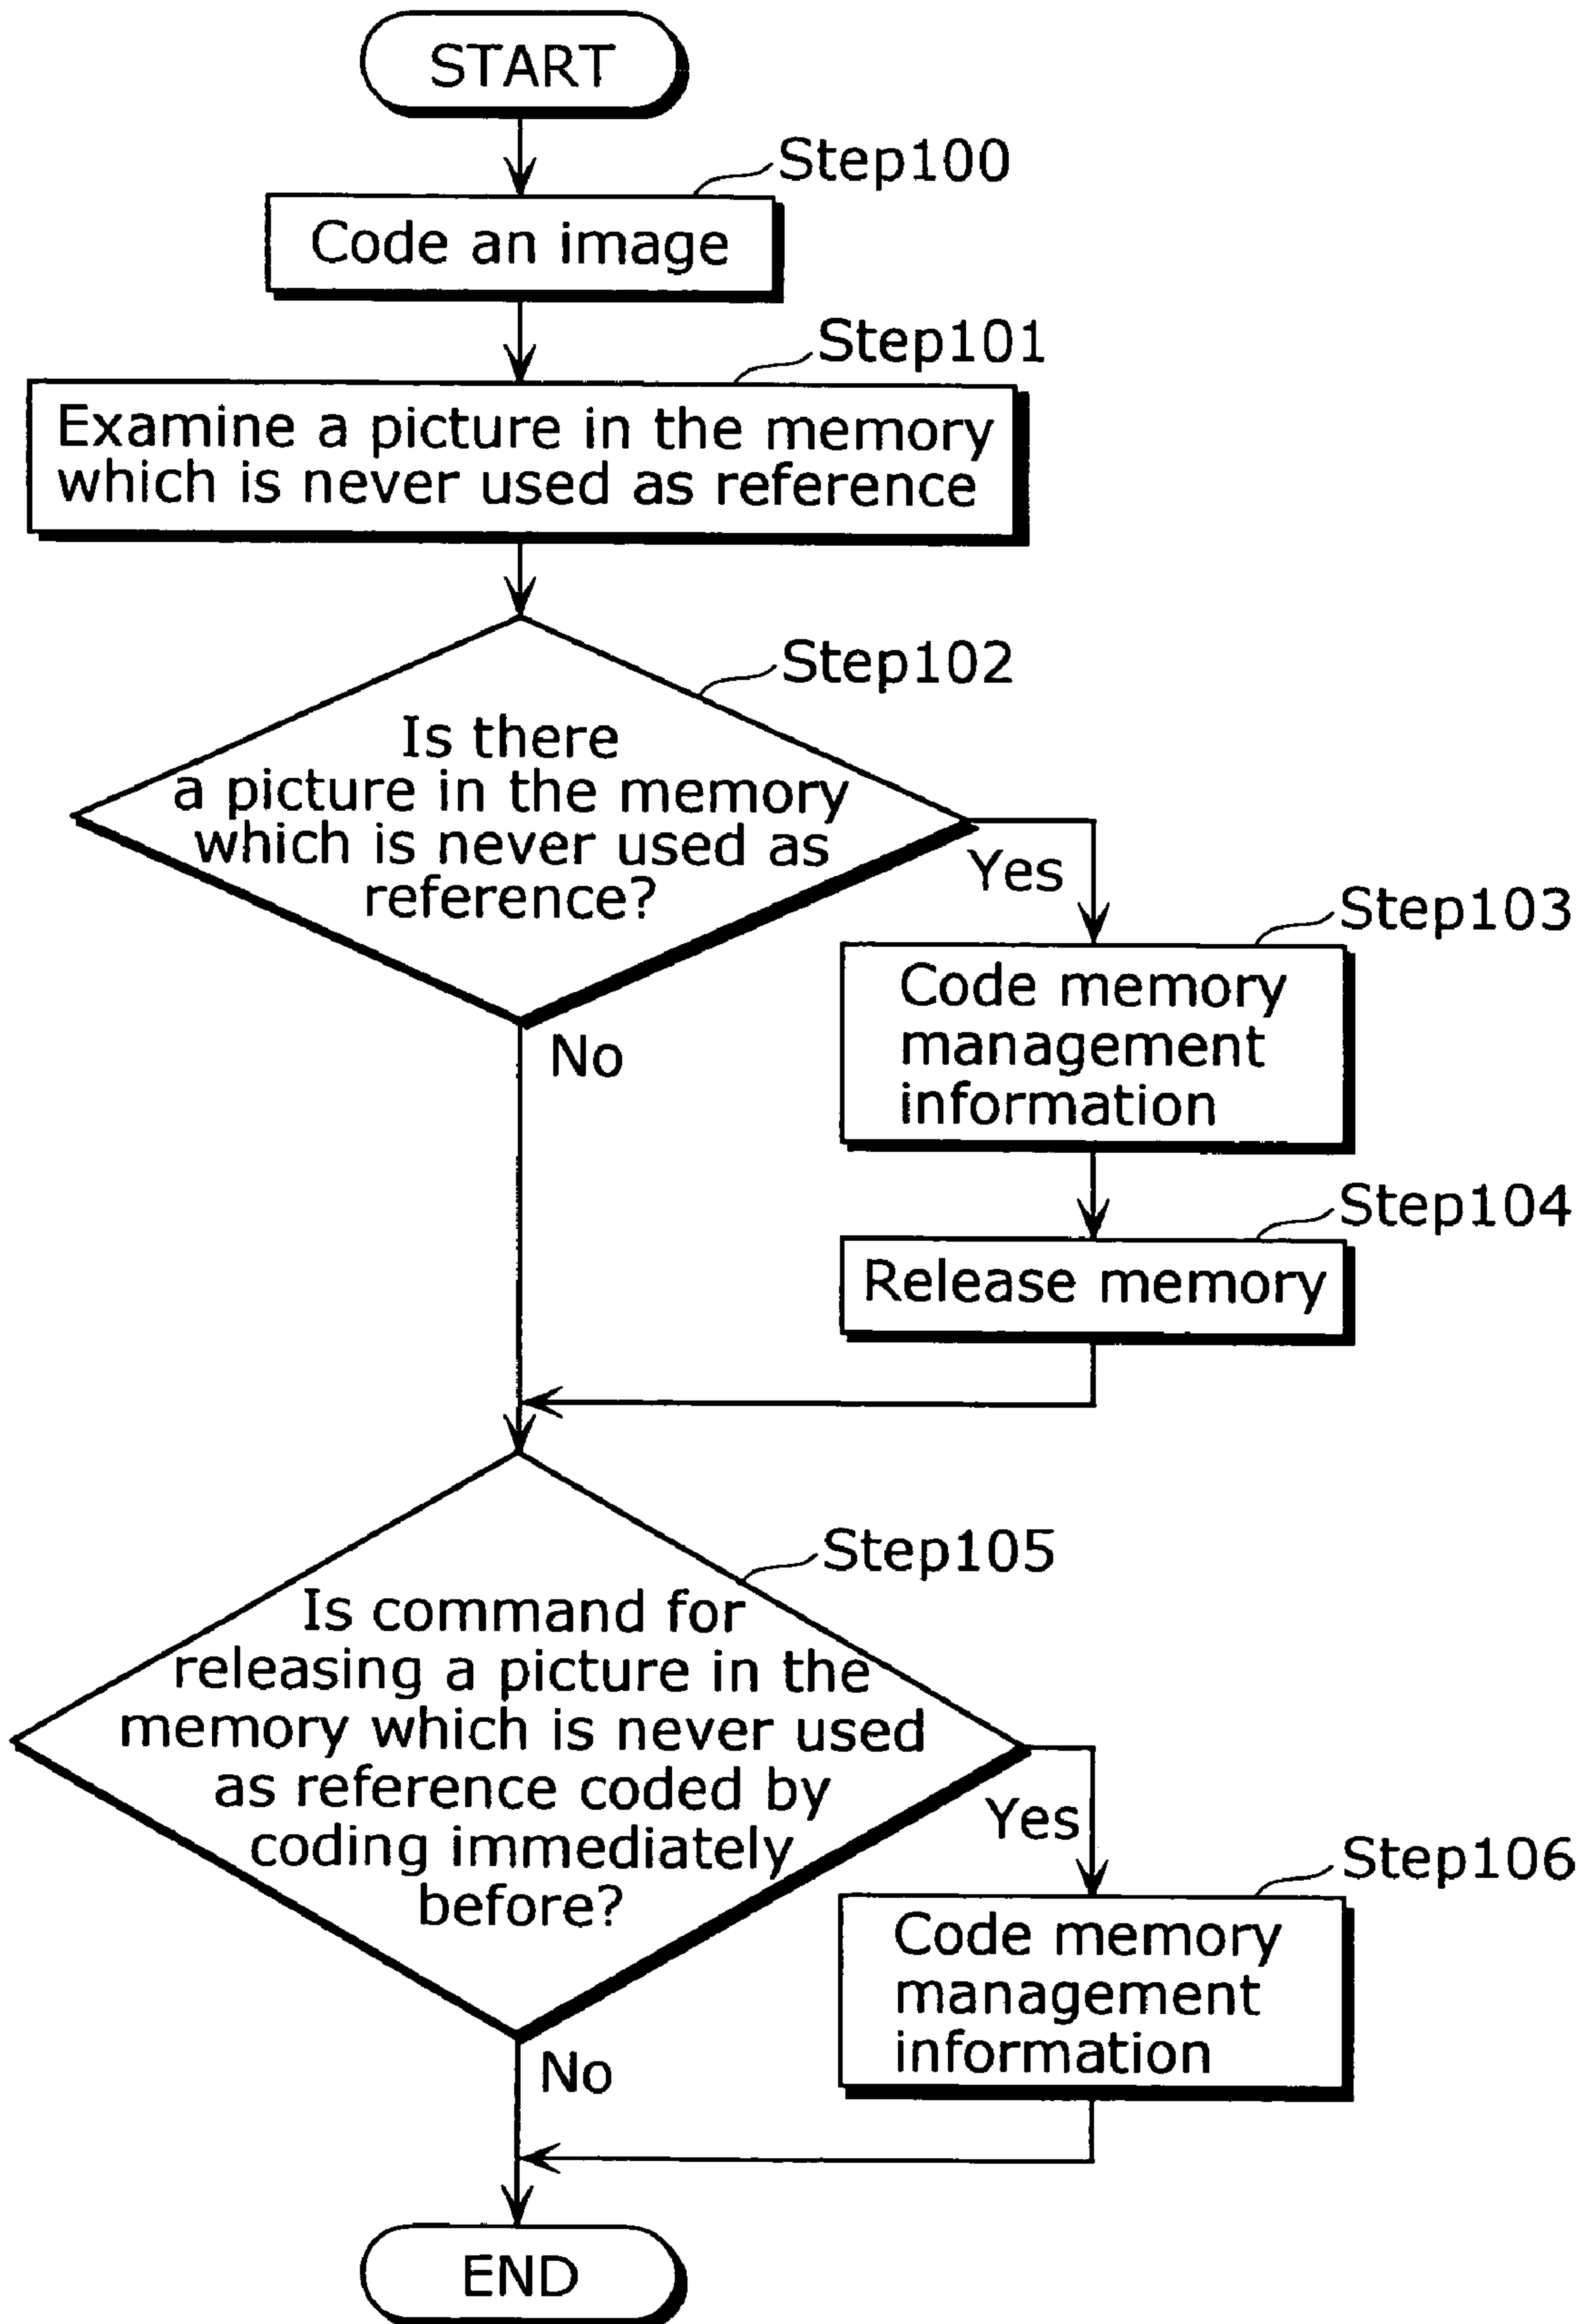 START
Step100
Code an image
Step101
Examine a picture in the memory
which is never used as reference
Step102
Is there
a picture in the memory
which is never used as
reference?
Yes
No
Step103
Code memory
management
information
Step104
Release memory
Step105
Is command for
releasing a picture in the
memory which is never used
as reference coded by
coding immediately
before?
Yes
No
Step106
Code memory
management
information
END